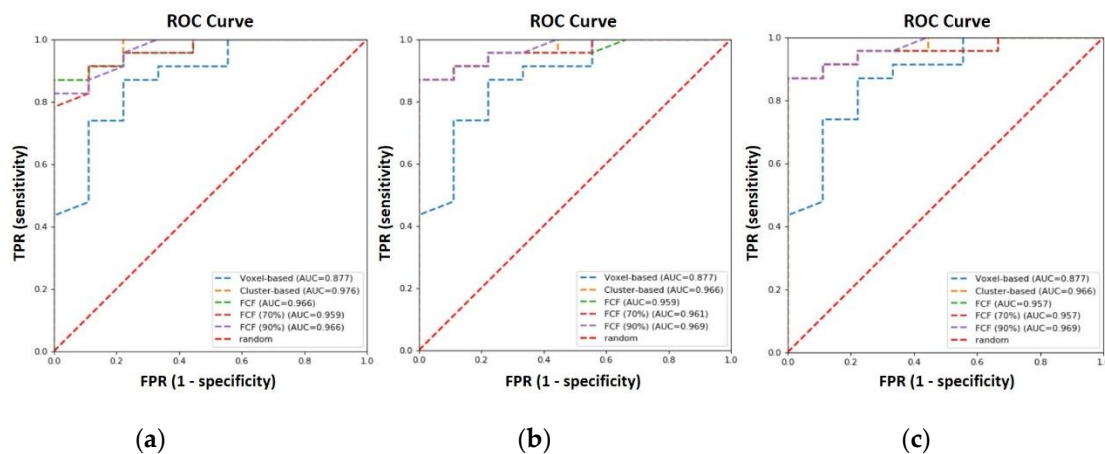 ROC Curve
1.0
0.8
0.6
0.4
0.2
0.0
TPR (sensitivity)
Voxel-based (AUC=0.877)
Cluster-based (AUC=0.976)
FCF (AUC=0.966)
FCF (70%) (AUC=0.959)
FCF (90%) (AUC=0.966)
random
0.0 0.2 0.4 0.6 0.8 1.0
FPR (1 - specificity)
(a)
ROC Curve
1.0
0.8
0.6
0.4
0.2
0.0
TPR (sensitivity)
Voxel-based (AUC=0.877)
Cluster-based (AUC=0.966)
FCF (AUC=0.959)
FCF (70%) (AUC=0.961)
FCF (90%) (AUC=0.969)
random
0.0 0.2 0.4 0.6 0.8 1.0
FPR (1 - specificity)
(b)
ROC Curve
1.0
0.8
0.6
0.4
0.2
0.0
TPR (sensitivity)
Voxel-based (AUC=0.877)
Cluster-based (AUC=0.966)
FCF (AUC=0.957)
FCF (70%) (AUC=0.957)
FCF (90%) (AUC=0.969)
random
0.0 0.2 0.4 0.6 0.8 1.0
FPR (1 - specificity)
(c)